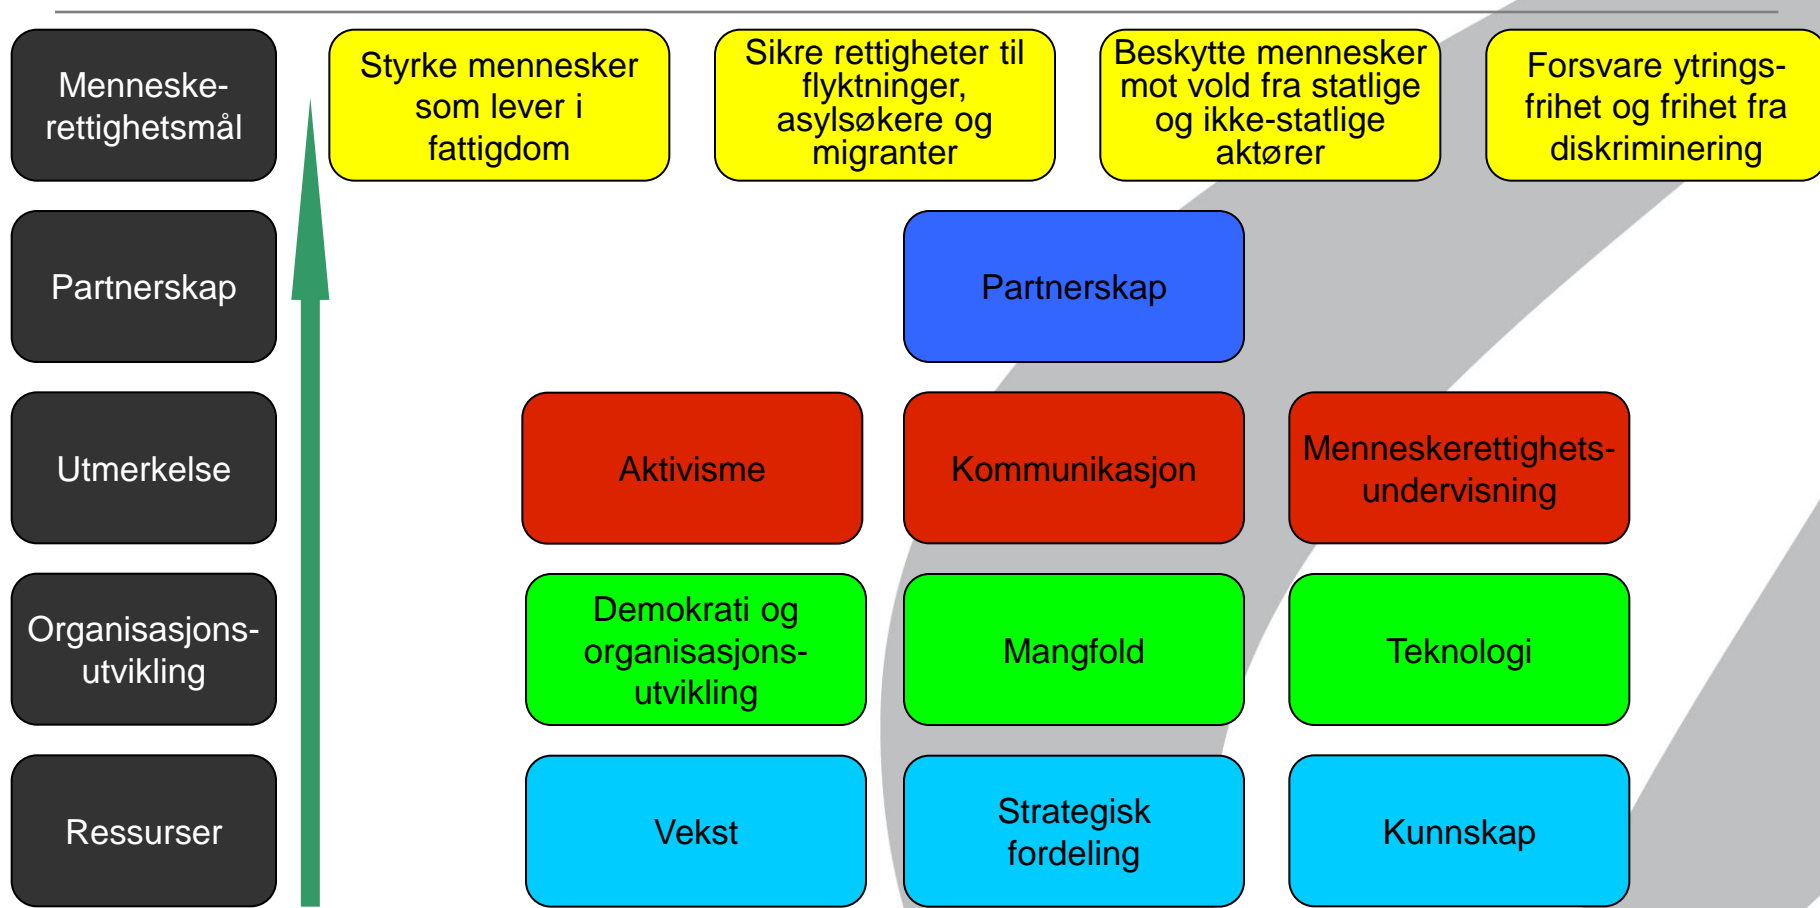 Menneske-
rettighetsmål
Styrke mennesker
som lever i
fattigdom
Sikre rettigheter til
flyktninger,
asylsøkere og
migranter
Beskytte mennesker
mot vold fra statlige
og ikke-statlige
aktører
Forsvare ytrings-
frihet og frihet fra
diskriminering
Partnerskap
Partnerskap
Utmerkelse
Aktivisme
Kommunikasjon
Menneskerettighets-
undervisning
Organisasjons-
utvikling
Demokrati og
organisasjons-
utvikling
Mangfold
Teknologi
Ressurser
Vekst
Strategisk
fordeling
Kunnskap